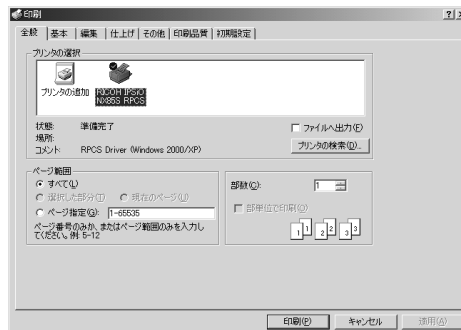 印刷
全般 基本 編集 仕上げ その他 印刷品質 初期設定
プリンタの選択
プリンタの追加 RICOH IPSiO NX85S RPCS
状態: 準備完了
場所:
コメント: RPCS Driver (Windows 2000/XP)
ファイルへ出力(F)
プリンタの検索(D)...
ページ範囲
すべて(L)
選択した部分(T) 現在のページ(U)
ページ指定(G): 1-65535
ページ番号のみか、またはページ範囲のみを入力し
てください。例: 5-12
部数(C): 1
部単位で印刷(O)
1 1 2 2 3 3
印刷(P) キャンセル 適用(A)